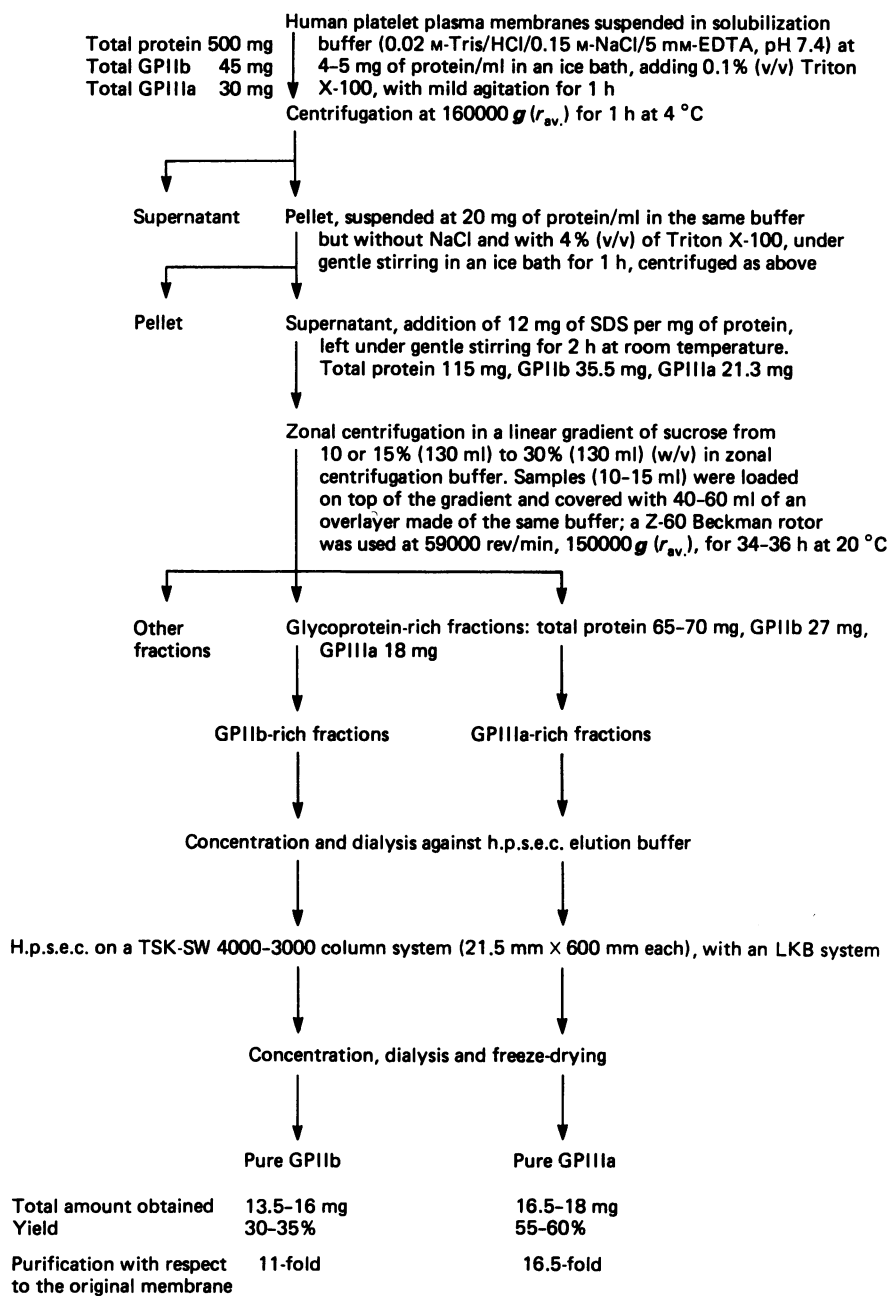 Human platelet plasma membranes suspended in solubilization
Total protein 500 mg buffer (0.02 M-Tris/HCl/0.15 M-NaCl/5 mM-EDTA, pH 7.4) at
Total GPIIb 45 mg 4–5 mg of protein/ml in an ice bath, adding 0.1% (v/v) Triton
Total GPIIIa 30 mg X-100, with mild agitation for 1 h
Centrifugation at 160000 g (rav.) for 1 h at 4 °C
Supernatant Pellet, suspended at 20 mg of protein/ml in the same buffer
but without NaCl and with 4% (v/v) of Triton X-100, under
gentle stirring in an ice bath for 1 h, centrifuged as above
Pellet Supernatant, addition of 12 mg of SDS per mg of protein,
left under gentle stirring for 2 h at room temperature.
Total protein 115 mg, GPIIb 35.5 mg, GPIIIa 21.3 mg
Zonal centrifugation in a linear gradient of sucrose from
10 or 15% (130 ml) to 30% (130 ml) (w/v) in zonal
centrifugation buffer. Samples (10–15 ml) were loaded
on top of the gradient and covered with 40–60 ml of an
overlayer made of the same buffer; a Z-60 Beckman rotor
was used at 59000 rev/min, 150000 g (rav.), for 34–36 h at 20 °C
Other Glycoprotein-rich fractions: total protein 65–70 mg, GPIIb 27 mg,
fractions GPIIIa 18 mg
GPIIb-rich fractions GPIIIa-rich fractions
Concentration and dialysis against h.p.s.e.c. elution buffer
H.p.s.e.c. on a TSK-SW 4000–3000 column system (21.5 mm × 600 mm each), with an LKB system
Concentration, dialysis and freeze-drying
Pure GPIIb Pure GPIIIa
Total amount obtained 13.5–16 mg 16.5–18 mg
Yield 30–35% 55–60%
Purification with respect 11-fold 16.5-fold
to the original membrane